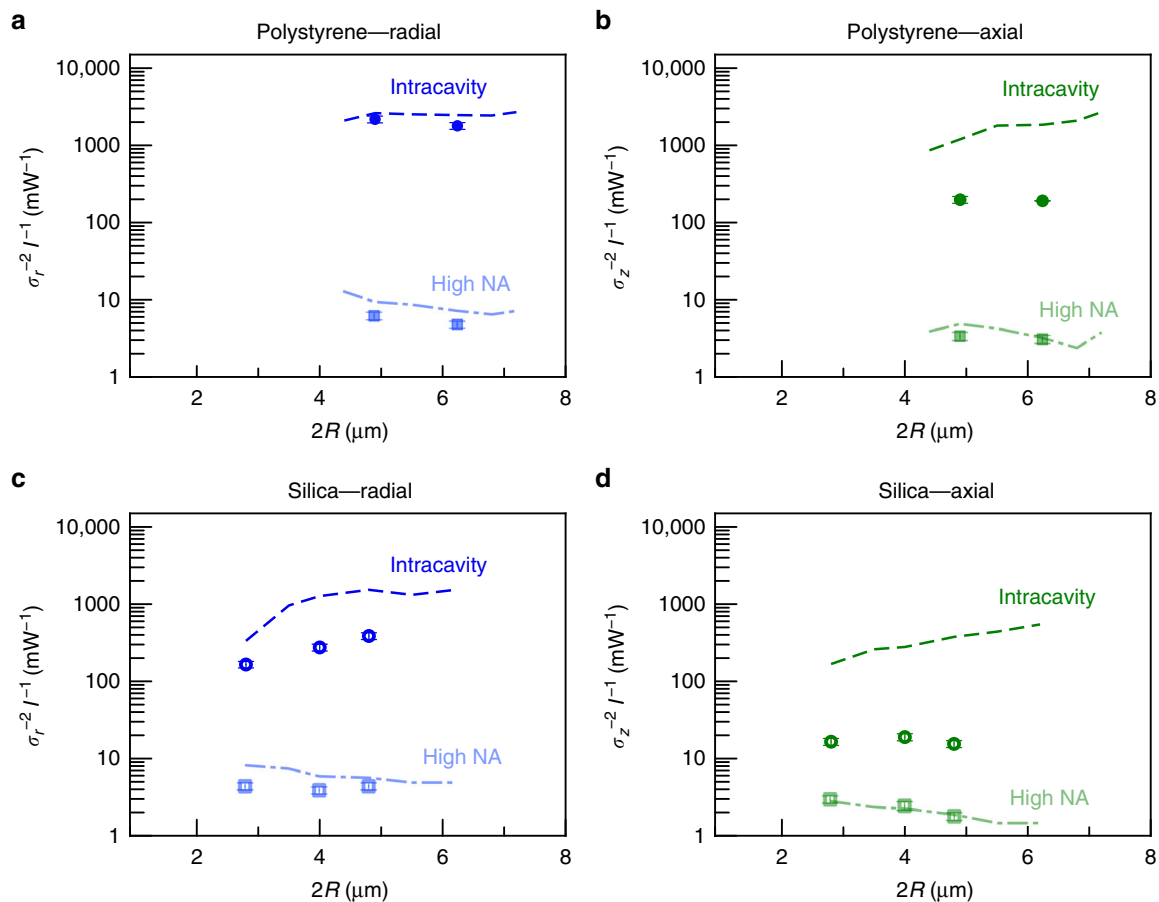 a
Polystyrene—radial
10,000
1000
100
10
1
σr−2 I−1 (mW−1)
Intracavity
High NA
2 4 6 8
2R (μm)
b
Polystyrene—axial
10,000
1000
100
10
1
σz−2 I−1 (mW−1)
Intracavity
High NA
2 4 6 8
2R (μm)
c
Silica—radial
10,000
1000
100
10
1
σr−2 I−1 (mW−1)
Intracavity
High NA
2 4 6 8
2R (μm)
d
Silica—axial
10,000
1000
100
10
1
σz−2 I−1 (mW−1)
Intracavity
High NA
2 4 6 8
2R (μm)